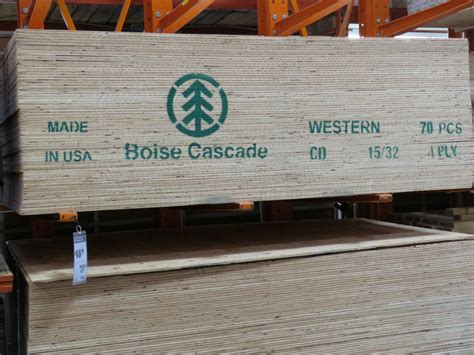 MADE
IN USA
Boise Cascade
WESTERN 70 PCS
CD 15/32 4 PLY